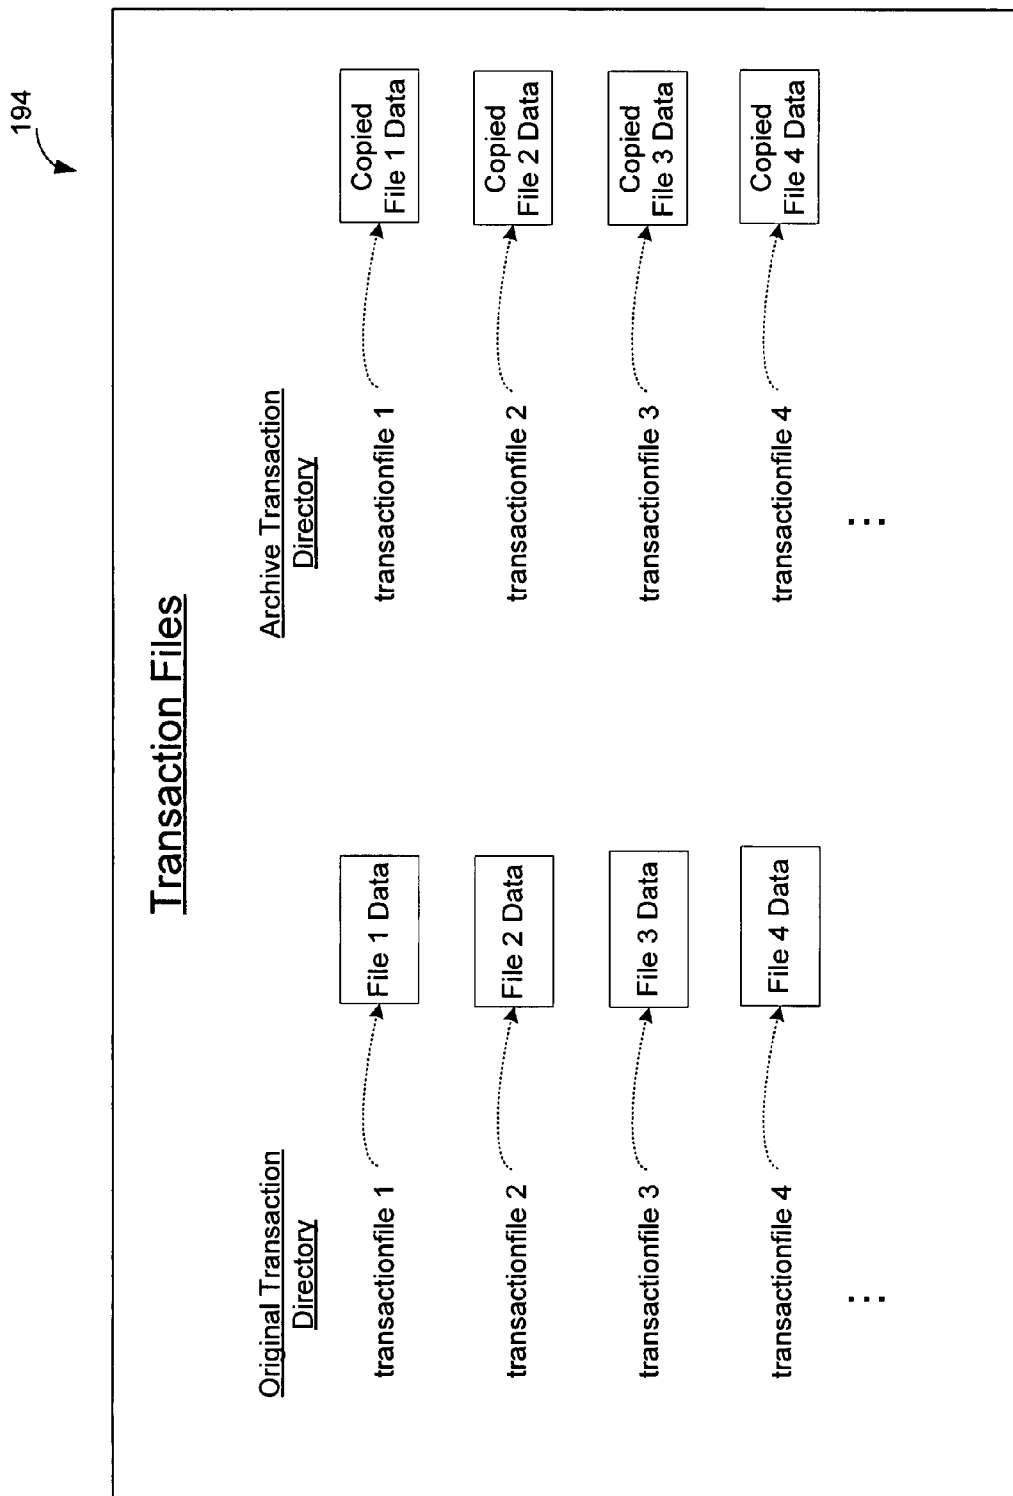 194
Transaction Files
Original Transaction
Directory
transactionfile 1
File 1 Data
transactionfile 2
File 2 Data
transactionfile 3
File 3 Data
transactionfile 4
File 4 Data
...
Archive Transaction
Directory
transactionfile 1
Copied
File 1 Data
transactionfile 2
Copied
File 2 Data
transactionfile 3
Copied
File 3 Data
transactionfile 4
Copied
File 4 Data
...